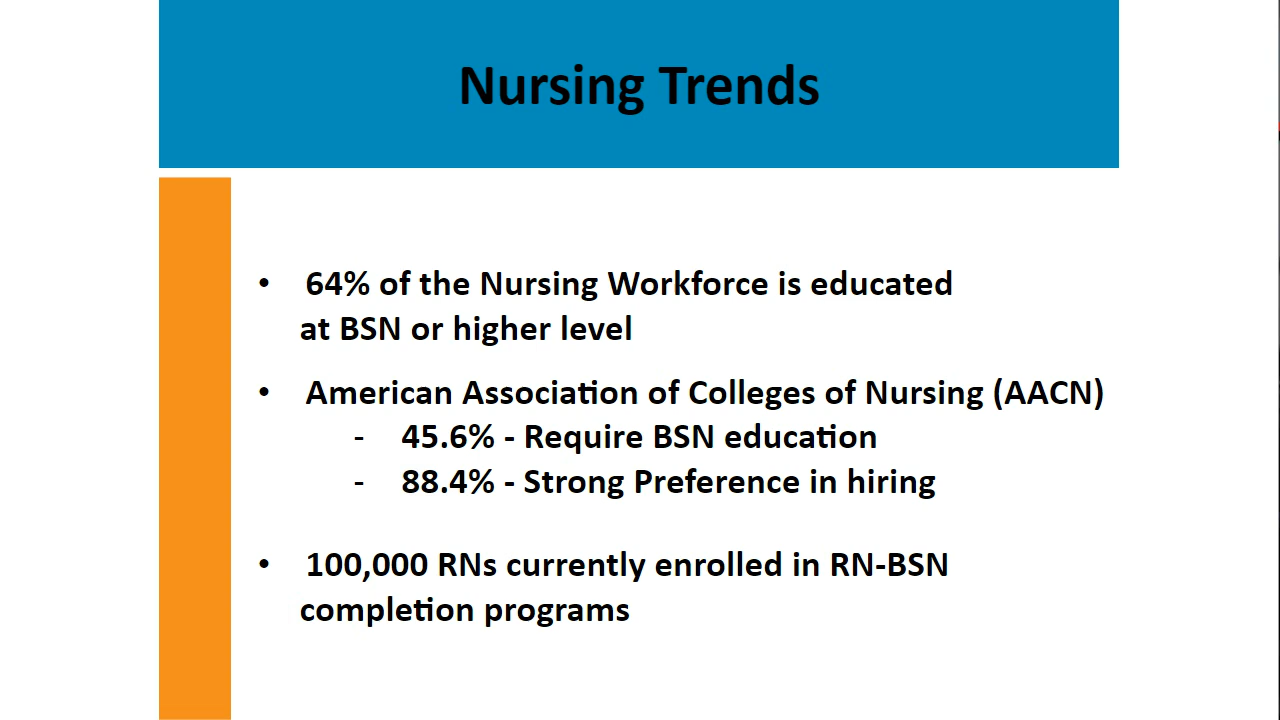 Nursing Trends
• 64% of the Nursing Workforce is educated
at BSN or higher level
• American Association of Colleges of Nursing (AACN)
- 45.6% - Require BSN education
- 88.4% - Strong Preference in hiring
• 100,000 RNs currently enrolled in RN-BSN
completion programs